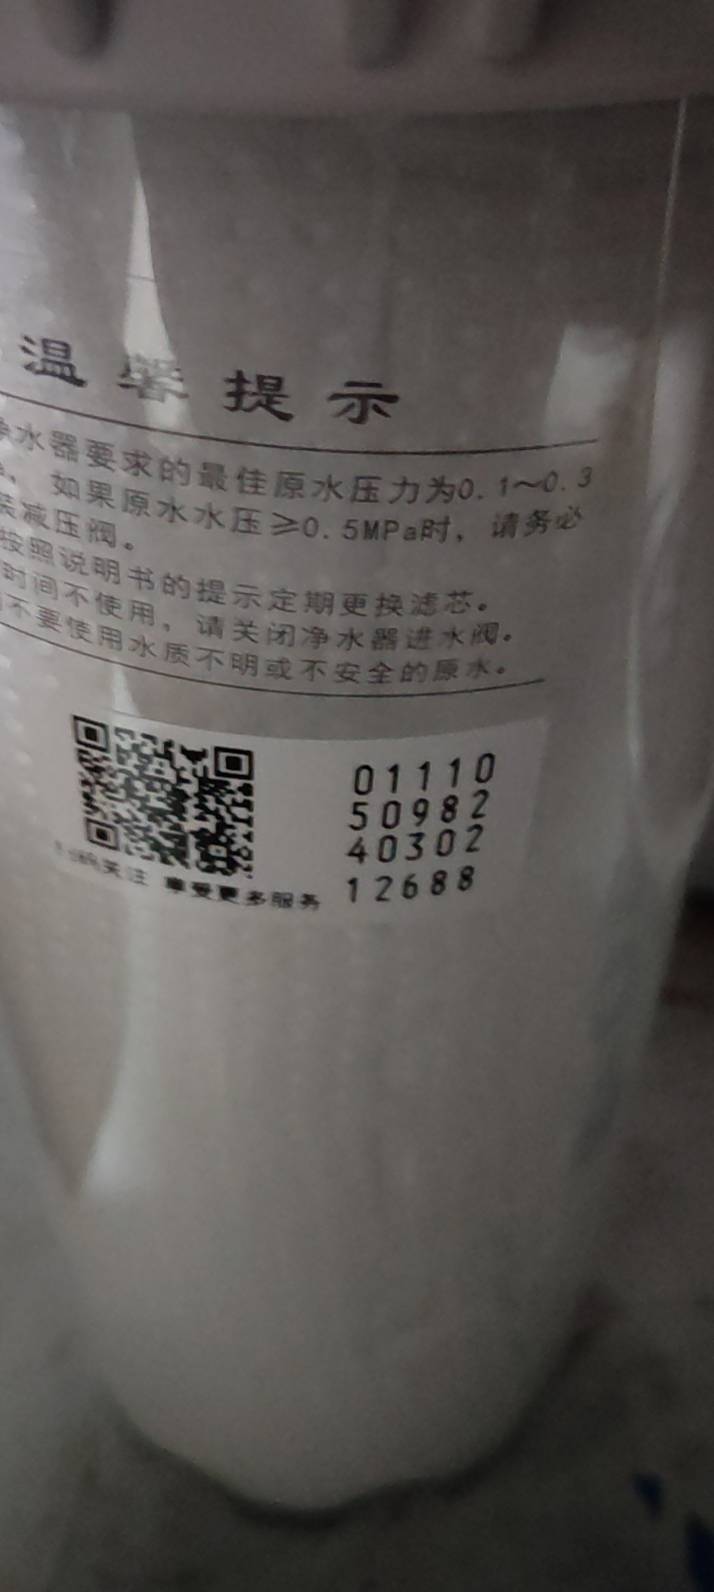 温馨提示
净水器要求的最佳原水压力为0.1～0.3
如果原水水压≥0.5MPa时，请务必
装减压阀。
按照说明书的提示定期更换滤芯。
时间不使用，请关闭净水器进水阀。
不要使用水质不明或不安全的原水。
01110
50982
40302
12688
码关注 享受更多服务